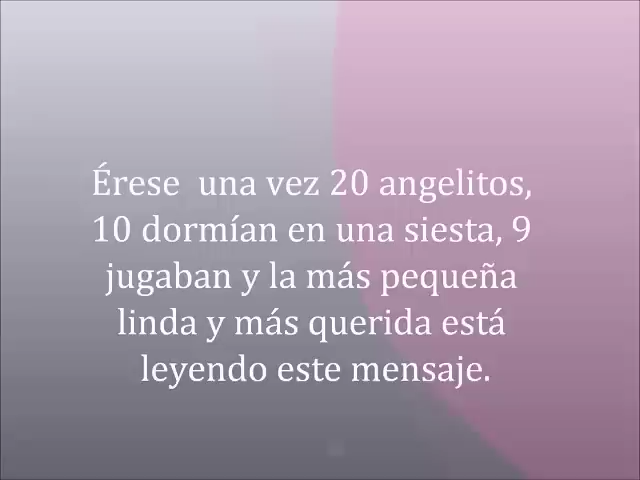 Érese  una vez 20 angelitos,
10 dormían en una siesta, 9
jugaban y la más pequeña
linda y más querida está
leyendo este mensaje.